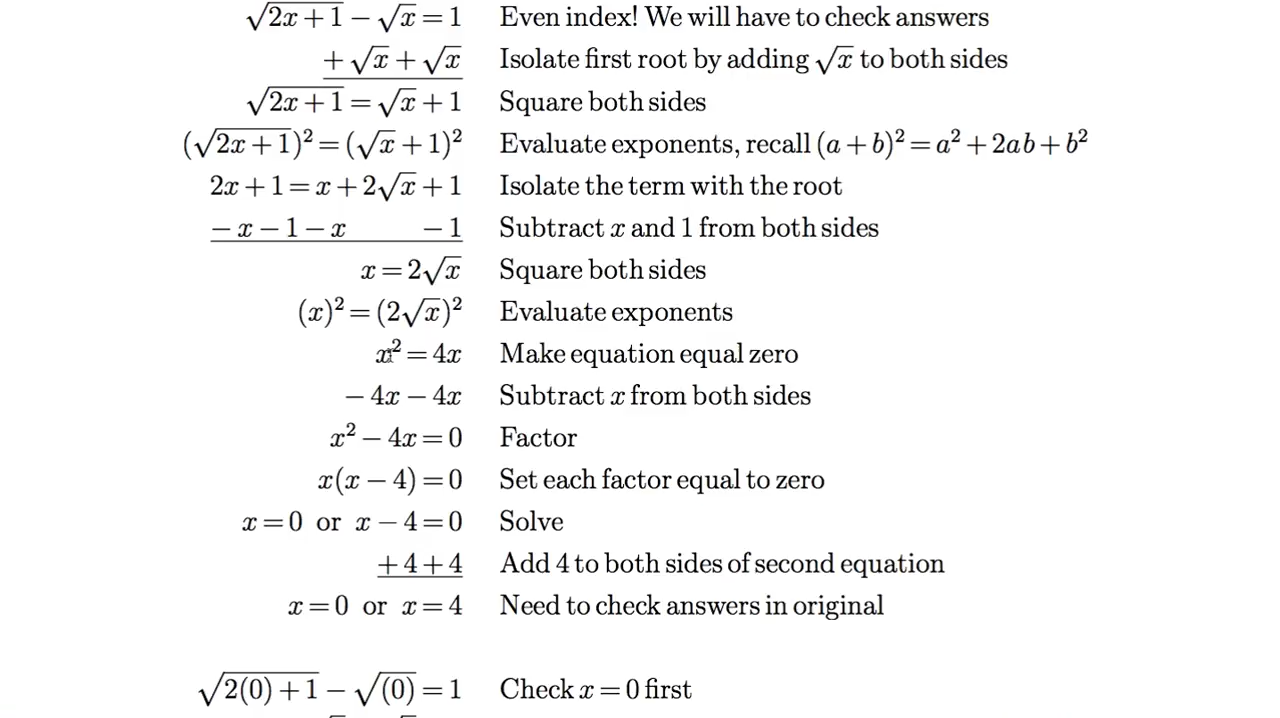 √(2x+1) − √x = 1 Even index! We will have to check answers
+ √x + √x Isolate first root by adding √x to both sides
√(2x+1) = √x + 1 Square both sides
(√(2x+1))² = (√x + 1)² Evaluate exponents, recall (a + b)² = a² + 2ab + b²
2x + 1 = x + 2√x + 1 Isolate the term with the root
− x − 1 − x − 1 Subtract x and 1 from both sides
x = 2√x Square both sides
(x)² = (2√x)² Evaluate exponents
x² = 4x Make equation equal zero
− 4x − 4x Subtract x from both sides
x² − 4x = 0 Factor
x(x − 4) = 0 Set each factor equal to zero
x = 0 or x − 4 = 0 Solve
+ 4 + 4 Add 4 to both sides of second equation
x = 0 or x = 4 Need to check answers in original
√(2(0)+1) − √(0) = 1 Check x = 0 first